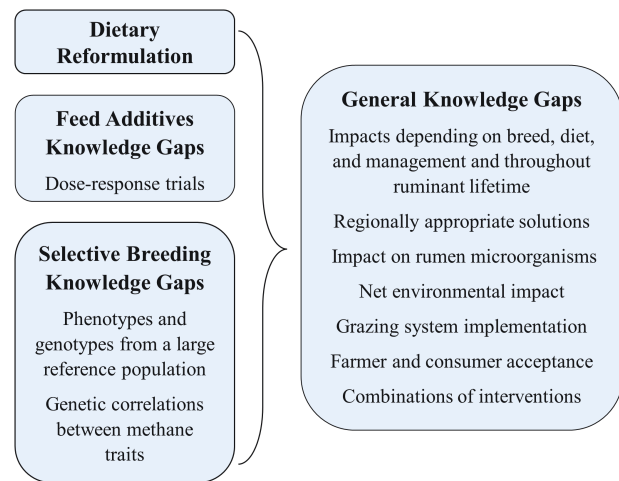 Dietary
Reformulation
Feed Additives
Knowledge Gaps
Dose-response trials
Selective Breeding
Knowledge Gaps
Phenotypes and
genotypes from a large
reference population
Genetic correlations
between methane
traits
General Knowledge Gaps
Impacts depending on breed, diet,
and management and throughout
ruminant lifetime
Regionally appropriate solutions
Impact on rumen microorganisms
Net environmental impact
Grazing system implementation
Farmer and consumer acceptance
Combinations of interventions